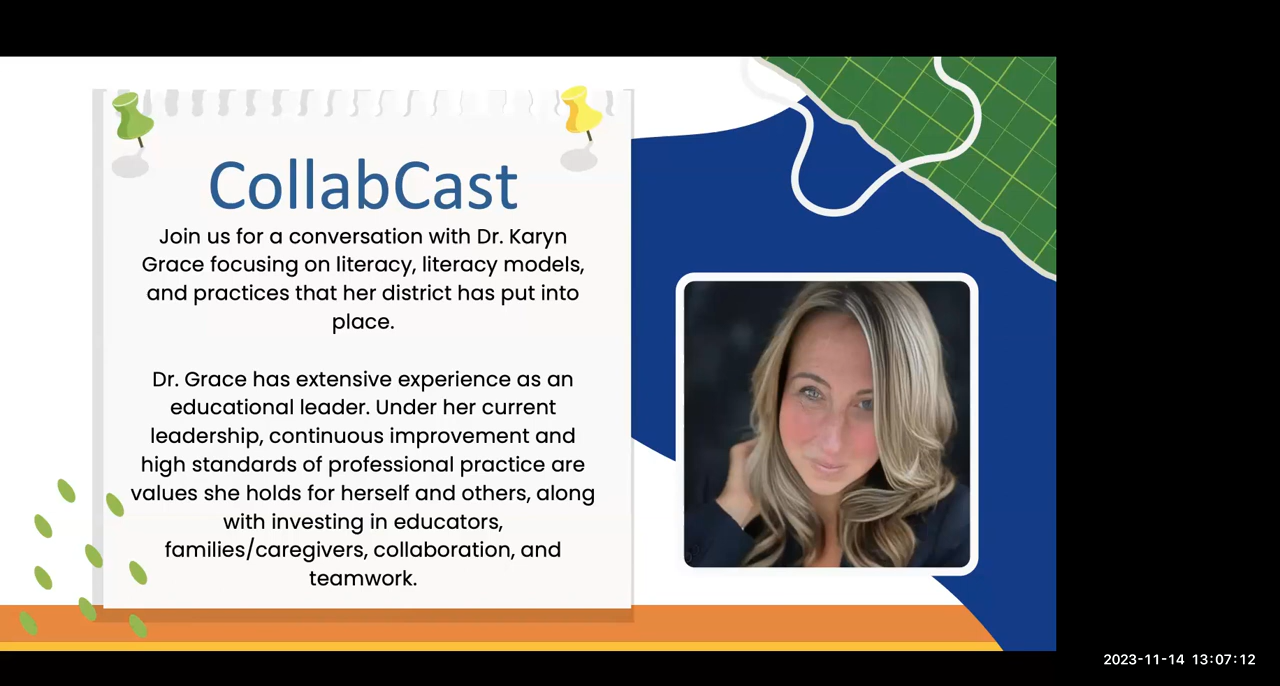 CollabCast
Join us for a conversation with Dr. Karyn
Grace focusing on literacy, literacy models,
and practices that her district has put into
place.
Dr. Grace has extensive experience as an
educational leader. Under her current
leadership, continuous improvement and
high standards of professional practice are
values she holds for herself and others, along
with investing in educators,
families/caregivers, collaboration, and
teamwork.
2023-11-14 13:07:12